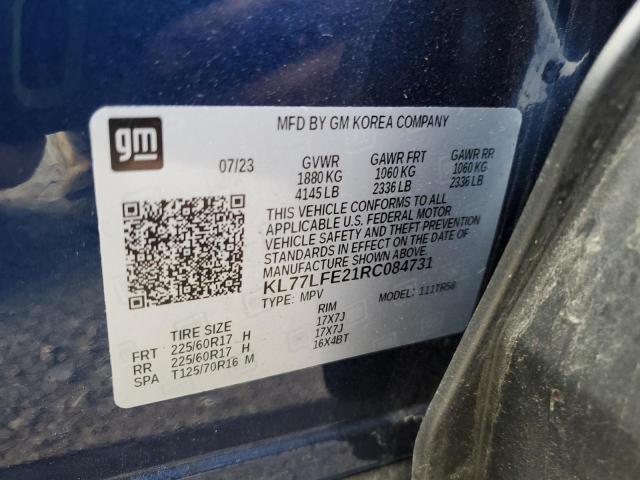 gm
MFD BY GM KOREA COMPANY
07/23 GVWR GAWR FRT GAWR RR
1880 KG 1060 KG 1060 KG
4145 LB 2336 LB 2336 LB
THIS VEHICLE CONFORMS TO ALL
APPLICABLE U.S. FEDERAL MOTOR
VEHICLE SAFETY AND THEFT PREVENTION
STANDARDS IN EFFECT ON THE DATE OF
MANUFACTURE SHOWN ABOVE.
KL77LFE21RC084731
TYPE: MPV MODEL: 111TR58
TIRE SIZE RIM
FRT 225/60R17 H 17X7J
RR 225/60R17 H 17X7J
SPA T125/70R16 M 16X4BT